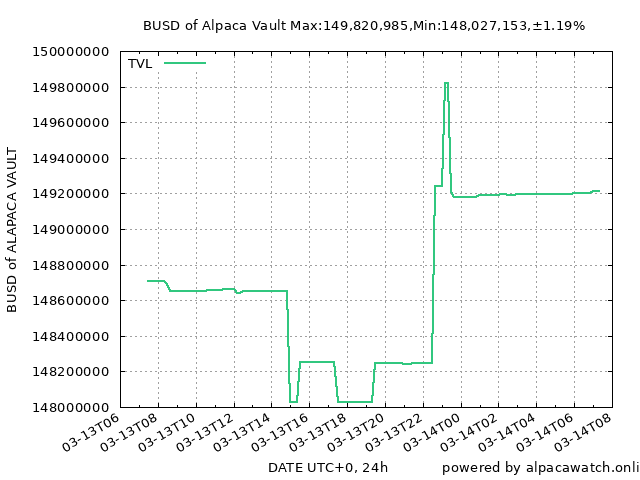 BUSD of Alpaca Vault Max:149,820,985,Min:148,027,153,±1.19%
TVL
150000000
149800000
149600000
149400000
149200000
149000000
148800000
148600000
148400000
148200000
148000000
BUSD of ALAPACA VAULT
03-13T06
03-13T08
03-13T10
03-13T12
03-13T14
03-13T16
03-13T18
03-13T20
03-13T22
03-14T00
03-14T02
03-14T04
03-14T06
03-14T08
DATE UTC+0, 24h
powered by alpacawatch.onli